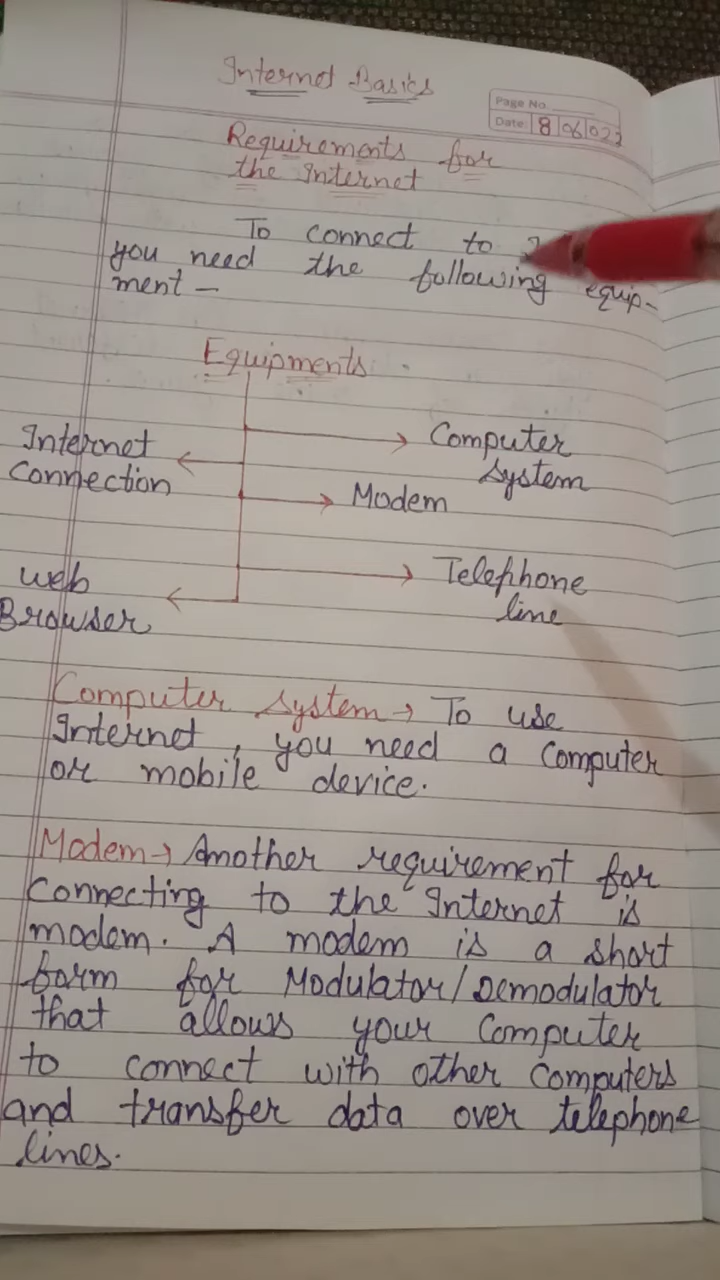 Internet Basics
Page No.
Date: 8 06 022
Requirements for
the Internet
To connect to
you need the following equip-
ment -
Equipments
Internet
Connection
Computer
System
Modem
Web
Browser
Telephone
line
Computer System → To use
Internet, you need a Computer
or mobile device.
Modem → Another requirement for
Connecting to the Internet is
modem. A modem is a short
form for Modulator/Demodulator
that allows your Computer
to connect with other Computers
and transfer data over telephone
lines.